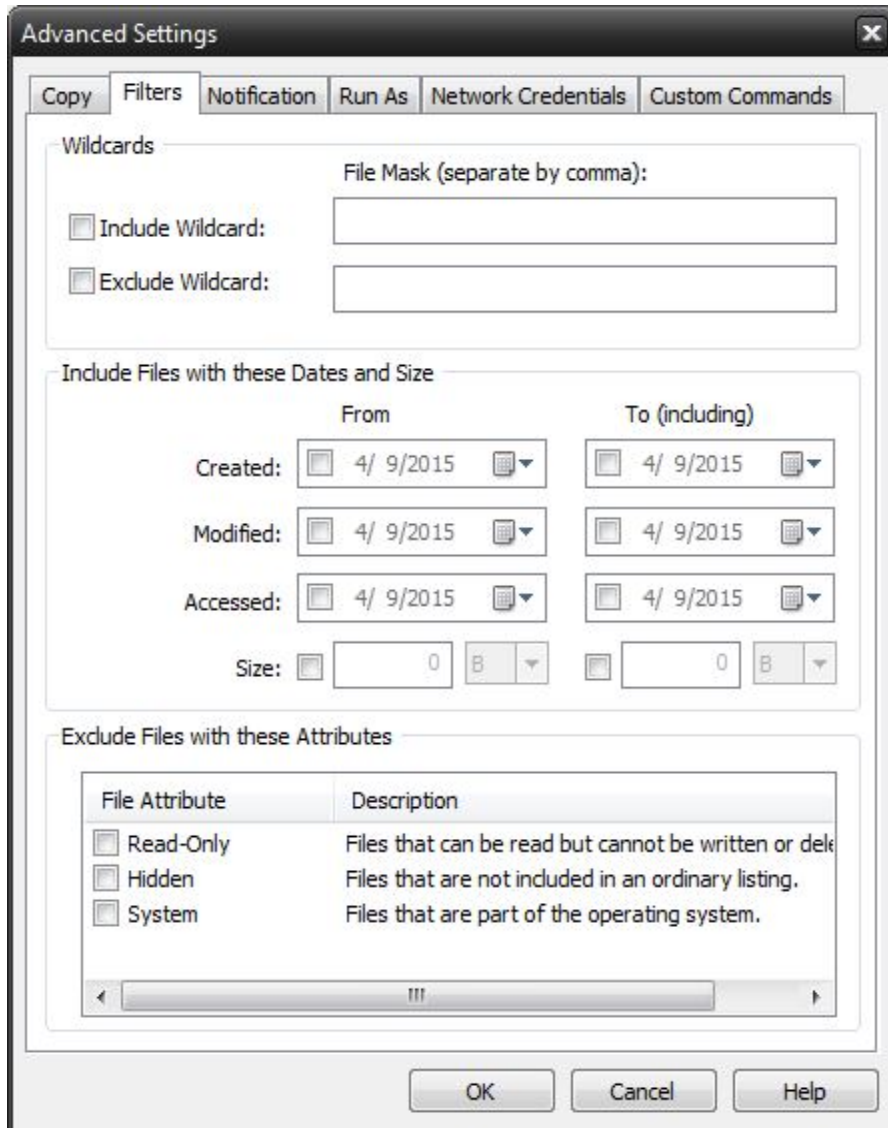 Advanced Settings
Copy Filters Notification Run As Network Credentials Custom Commands
Wildcards
File Mask (separate by comma):
Include Wildcard:
Exclude Wildcard:
Include Files with these Dates and Size
From To (including)
Created: 4/ 9/2015 4/ 9/2015
Modified: 4/ 9/2015 4/ 9/2015
Accessed: 4/ 9/2015 4/ 9/2015
Size: 0 B 0 B
Exclude Files with these Attributes
File Attribute Description
Read-Only Files that can be read but cannot be written or dele
Hidden Files that are not included in an ordinary listing.
System Files that are part of the operating system.
OK Cancel Help